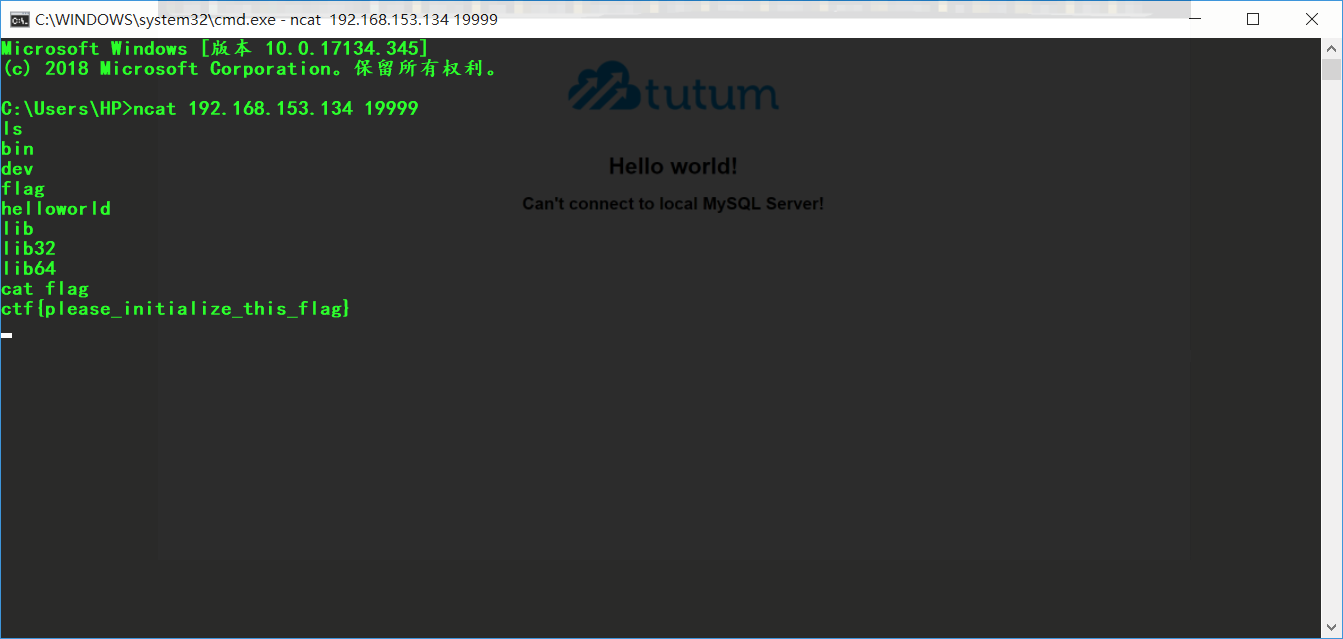 C:\WINDOWS\system32\cmd.exe - ncat  192.168.153.134 19999
Microsoft Windows [版本 10.0.17134.345]
(c) 2018 Microsoft Corporation。保留所有权利。
C:\Users\HP>ncat 192.168.153.134 19999
ls
bin
dev
flag
helloworld
lib
lib32
lib64
cat flag
ctf{please_initialize_this_flag}
tutum
Hello world!
Can't connect to local MySQL Server!